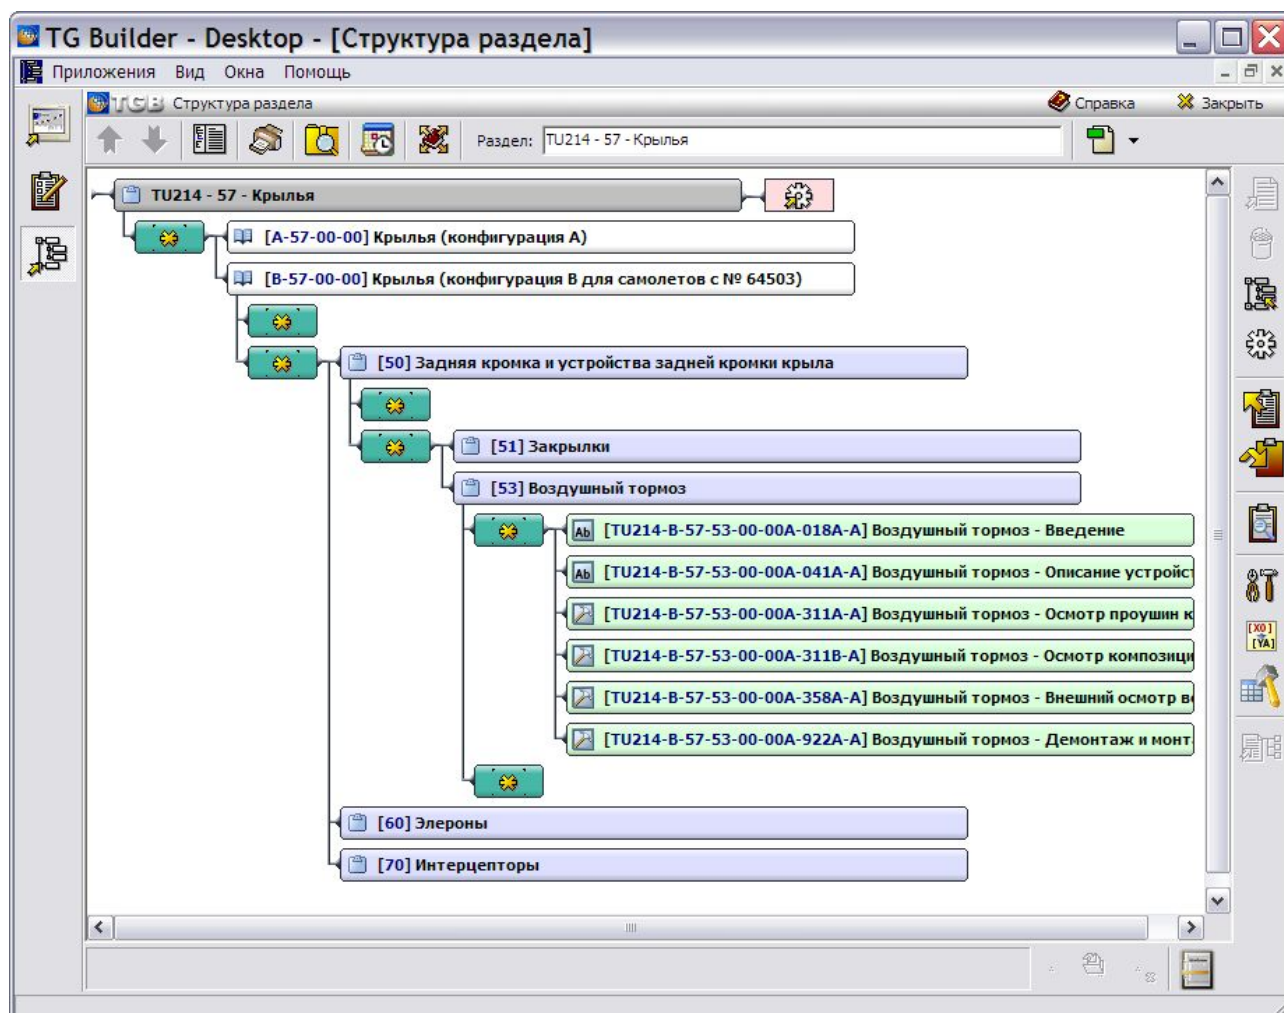 TG Builder - Desktop - [Структура раздела]
Приложения Вид Окна Помощь
TGB Структура раздела Справка Закрыть
Раздел: TU214 - 57 - Крылья
TU214 - 57 - Крылья
[A-57-00-00] Крылья (конфигурация A)
[B-57-00-00] Крылья (конфигурация B для самолетов с № 64503)
[50] Задняя кромка и устройства задней кромки крыла
[51] Закрылки
[53] Воздушный тормоз
[TU214-B-57-53-00-00A-018A-A] Воздушный тормоз - Введение
Ab
[TU214-B-57-53-00-00A-041A-A] Воздушный тормоз - Описание устройст
Ab
[TU214-B-57-53-00-00A-311A-A] Воздушный тормоз - Осмотр проушин к
[TU214-B-57-53-00-00A-311B-A] Воздушный тормоз - Осмотр композици
[X0]
[YA]
[TU214-B-57-53-00-00A-358A-A] Воздушный тормоз - Внешний осмотр в
[TU214-B-57-53-00-00A-922A-A] Воздушный тормоз - Демонтаж и монт
[60] Элероны
[70] Интерцепторы